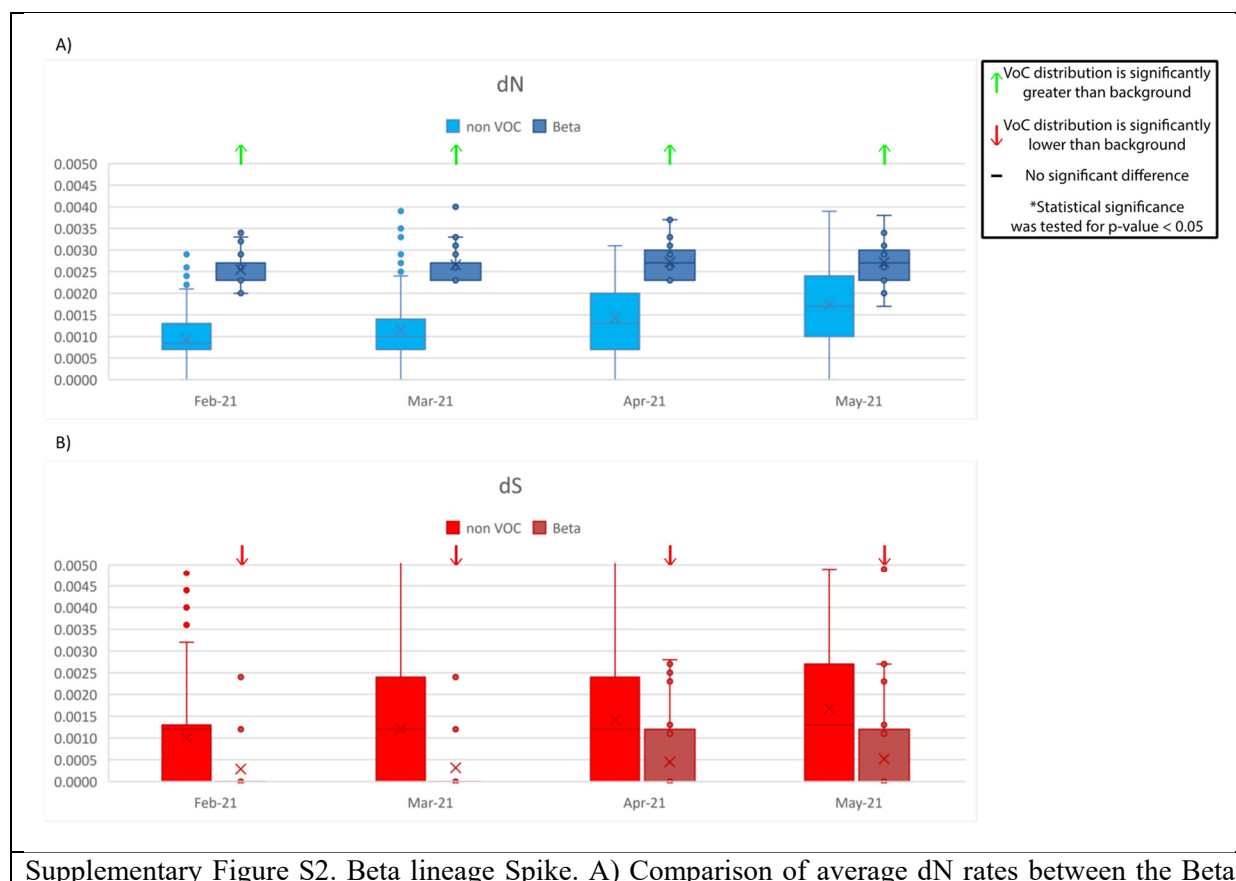 A)
dN
non VOC Beta
0.0050
0.0045
0.0040
0.0035
0.0030
0.0025
0.0020
0.0015
0.0010
0.0005
0.0000
Feb-21 Mar-21 Apr-21 May-21
VoC distribution is significantly
greater than background
VoC distribution is significantly
lower than background
No significant difference
*Statistical significance
was tested for p-value < 0.05
B)
dS
non VOC Beta
0.0050
0.0045
0.0040
0.0035
0.0030
0.0025
0.0020
0.0015
0.0010
0.0005
0.0000
Feb-21 Mar-21 Apr-21 May-21
Supplementary Figure S2. Beta lineage Spike. A) Comparison of average dN rates between the Beta